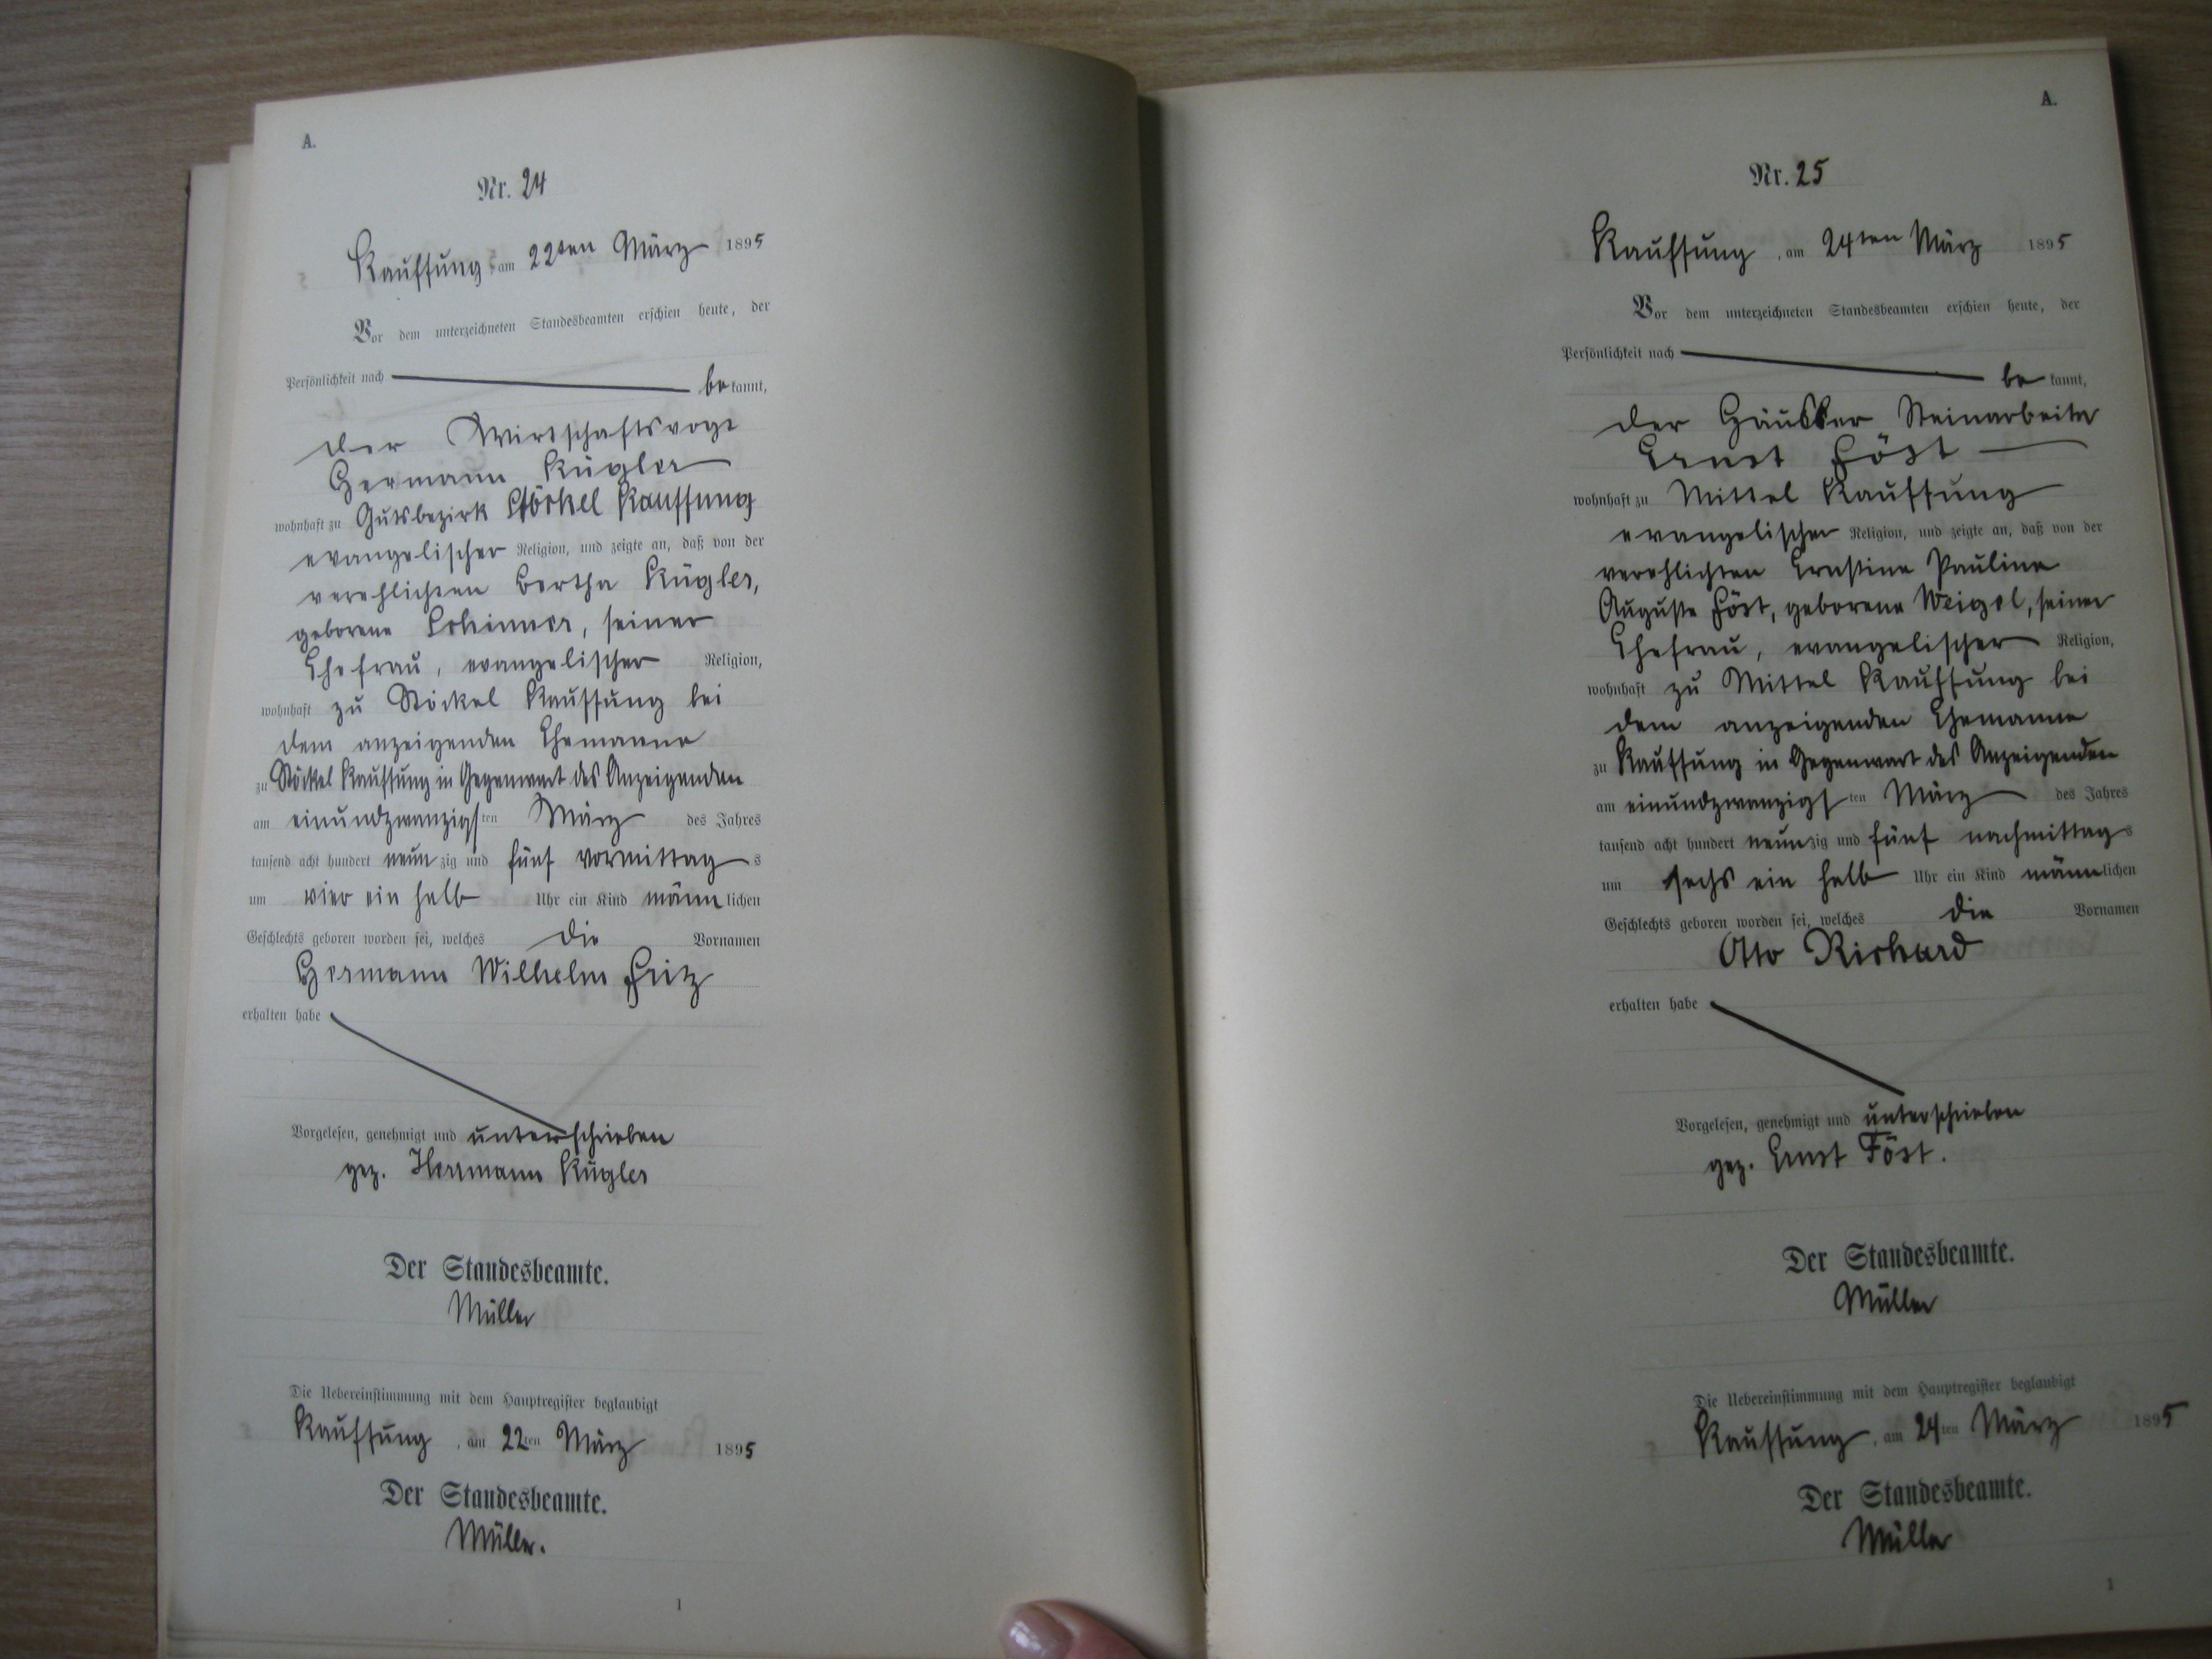 A.
Nr. 24
Kauffung, am 22ten März 1895
Vor dem unterzeichneten Standesbeamten erschien heute, der
Persönlichkeit nach be kannt,
der Wirtschaftsvogt
Hermann Kügler
wohnhaft zu Gutsbezirk Stöckel Kauffung
evangelischer Religion, und zeigte an, daß von der
verehlichten Bertha Kügler,
geborene seiner
Ehefrau, evangelischer Religion,
wohnhaft zu Stöckel Kauffung bei
dem anzeigenden Ehemanne
zu Stöckel Kauffung in Gegenwart des Anzeigenden
am einundzwanzigsten März des Jahres
tausend acht hundert neunzig und fünf vormittags
um vier ein halb Uhr ein Kind männlichen
Geschlechts geboren worden sei, welches die Vornamen
Hermann Wilhelm Fritz
erhalten habe
Vorgelesen, genehmigt und unterschrieben
gez. Herrmann Kügler
Der Standesbeamte.
Müller
Die Uebereinstimmung mit dem Hauptregister beglaubigt
Kauffung, am 22ten März 1895
Der Standesbeamte.
Müller.
1
A.
Nr. 25
Kauffung, am 24ten März 1895
Vor dem unterzeichneten Standesbeamten erschien heute, der
Persönlichkeit nach be kannt,
der Häusler Steinarbeiter
Ernst Föst
wohnhaft zu Mittel Kauffung
evangelischer Religion, und zeigte an, daß von der
verehlichten Ernstine Pauline
Auguste Föst, geborene Weigel, seiner
Ehefrau, evangelischer Religion,
wohnhaft zu Mittel Kauffung bei
dem anzeigenden Ehemanne
zu Kauffung in Gegenwart des Anzeigenden
am einundzwanzigsten März des Jahres
tausend acht hundert neunzig und fünf nachmittags
um sechs ein halb Uhr ein Kind männlichen
Geschlechts geboren worden sei, welches die Vornamen
Otto Richard
erhalten habe
Vorgelesen, genehmigt und unterschrieben
gez. Ernst Föst.
Der Standesbeamte.
Müller
Die Uebereinstimmung mit dem Hauptregister beglaubigt
Kauffung, am 24ten März 1895
Der Standesbeamte.
Müller
1